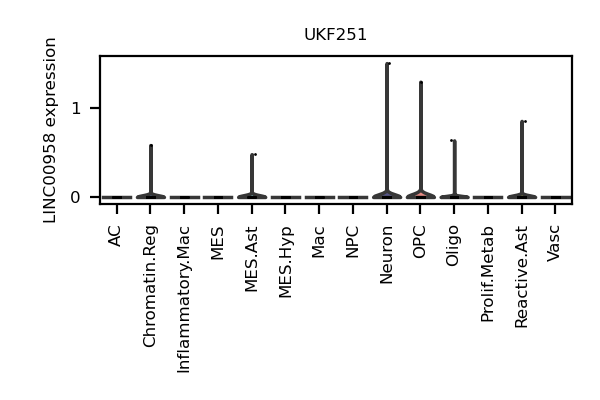 UKF251
LINC00958 expression
1
0
AC
Chromatin.Reg
Inflammatory.Mac
MES
MES.Ast
MES.Hyp
Mac
NPC
Neuron
OPC
Oligo
Prolif.Metab
Reactive.Ast
Vasc